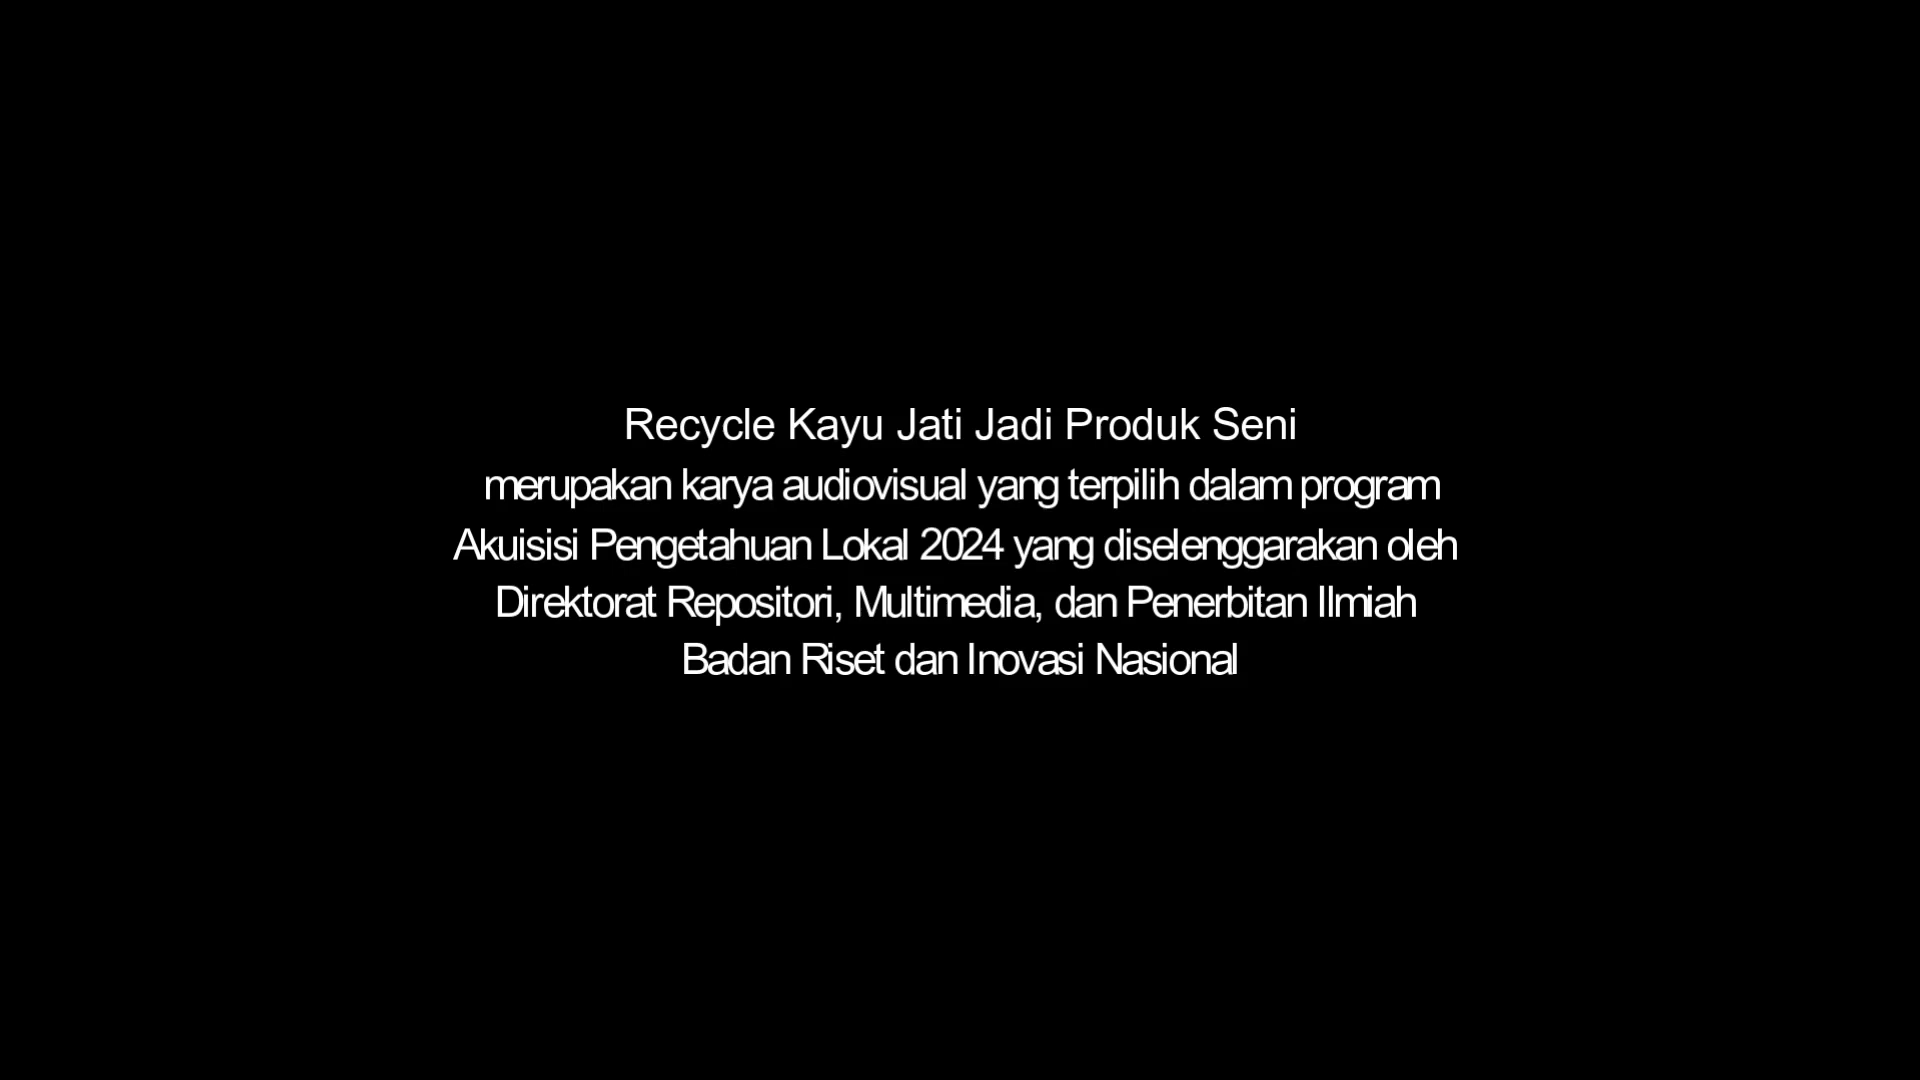 Recycle Kayu Jati Jadi Produk Seni
merupakan karya audiovisual yang terpilih dalam program
Akuisisi Pengetahuan Lokal 2024 yang diselenggarakan oleh
Direktorat Repositori, Multimedia, dan Penerbitan Ilmiah
Badan Riset dan Inovasi Nasional